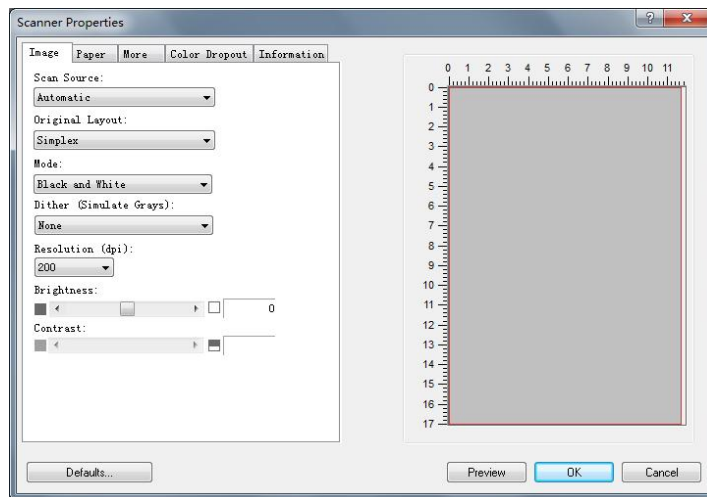 Scanner Properties
Image Paper More Color Dropout Information
Scan Source:
Automatic
Original Layout:
Simplex
Mode:
Black and White
Dither (Simulate Grays):
None
Resolution (dpi):
200
Brightness:
0
Contrast:
0 1 2 3 4 5 6 7 8 9 10 11
0
1
2
3
4
5
6
7
8
9
10
11
12
13
14
15
16
17
Defaults... Preview OK Cancel